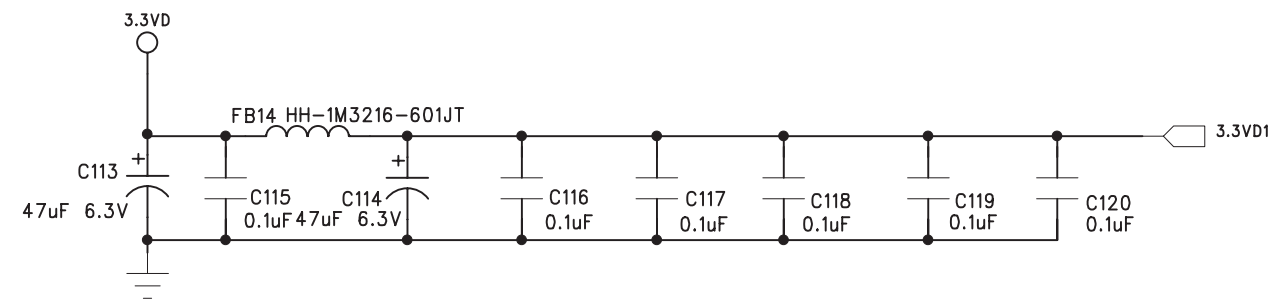 3.3VD
FB14 HH-1M3216-601JT
3.3VD1
+
C113
47uF 6.3V
C115
0.1uF
+
C114
47uF 6.3V
C116
0.1uF
C117
0.1uF
C118
0.1uF
C119
0.1uF
C120
0.1uF